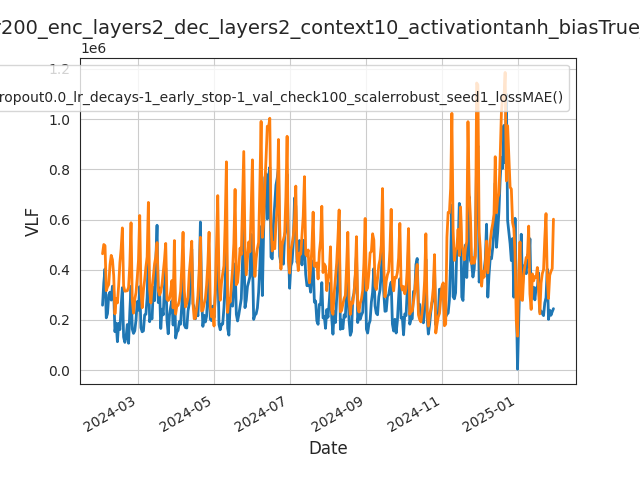 r200_enc_layers2_dec_layers2_context10_activationtanh_biasTrue
1e6
1.2
ropout0.0_lr_decays-1_early_stop-1_val_check100_scalerrobust_seed1_lossMAE()
1.0
0.8
0.6
0.4
0.2
0.0
VLF
2024-03
2024-05
2024-07
2024-09
2024-11
2025-01
Date